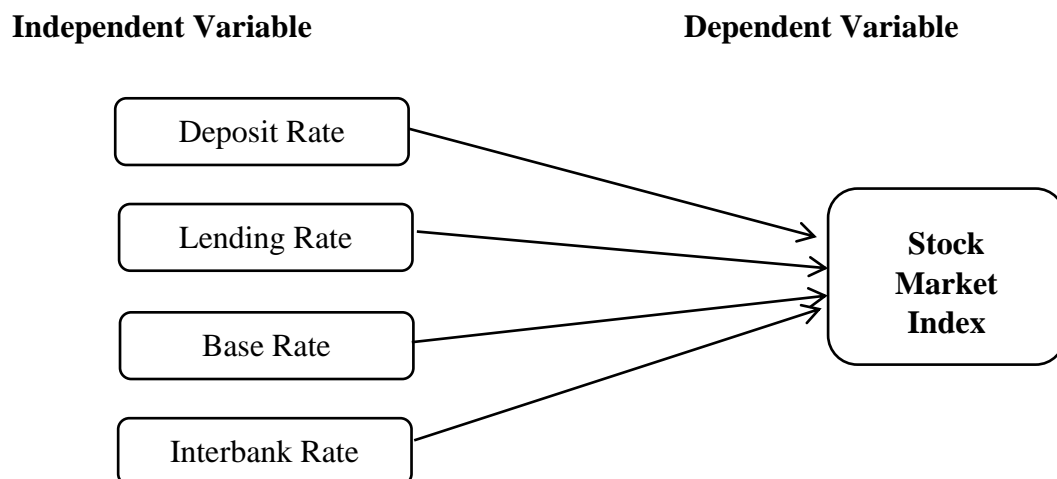 Independent Variable
Dependent Variable
Deposit Rate
Lending Rate
Base Rate
Interbank Rate
Stock
Market
Index